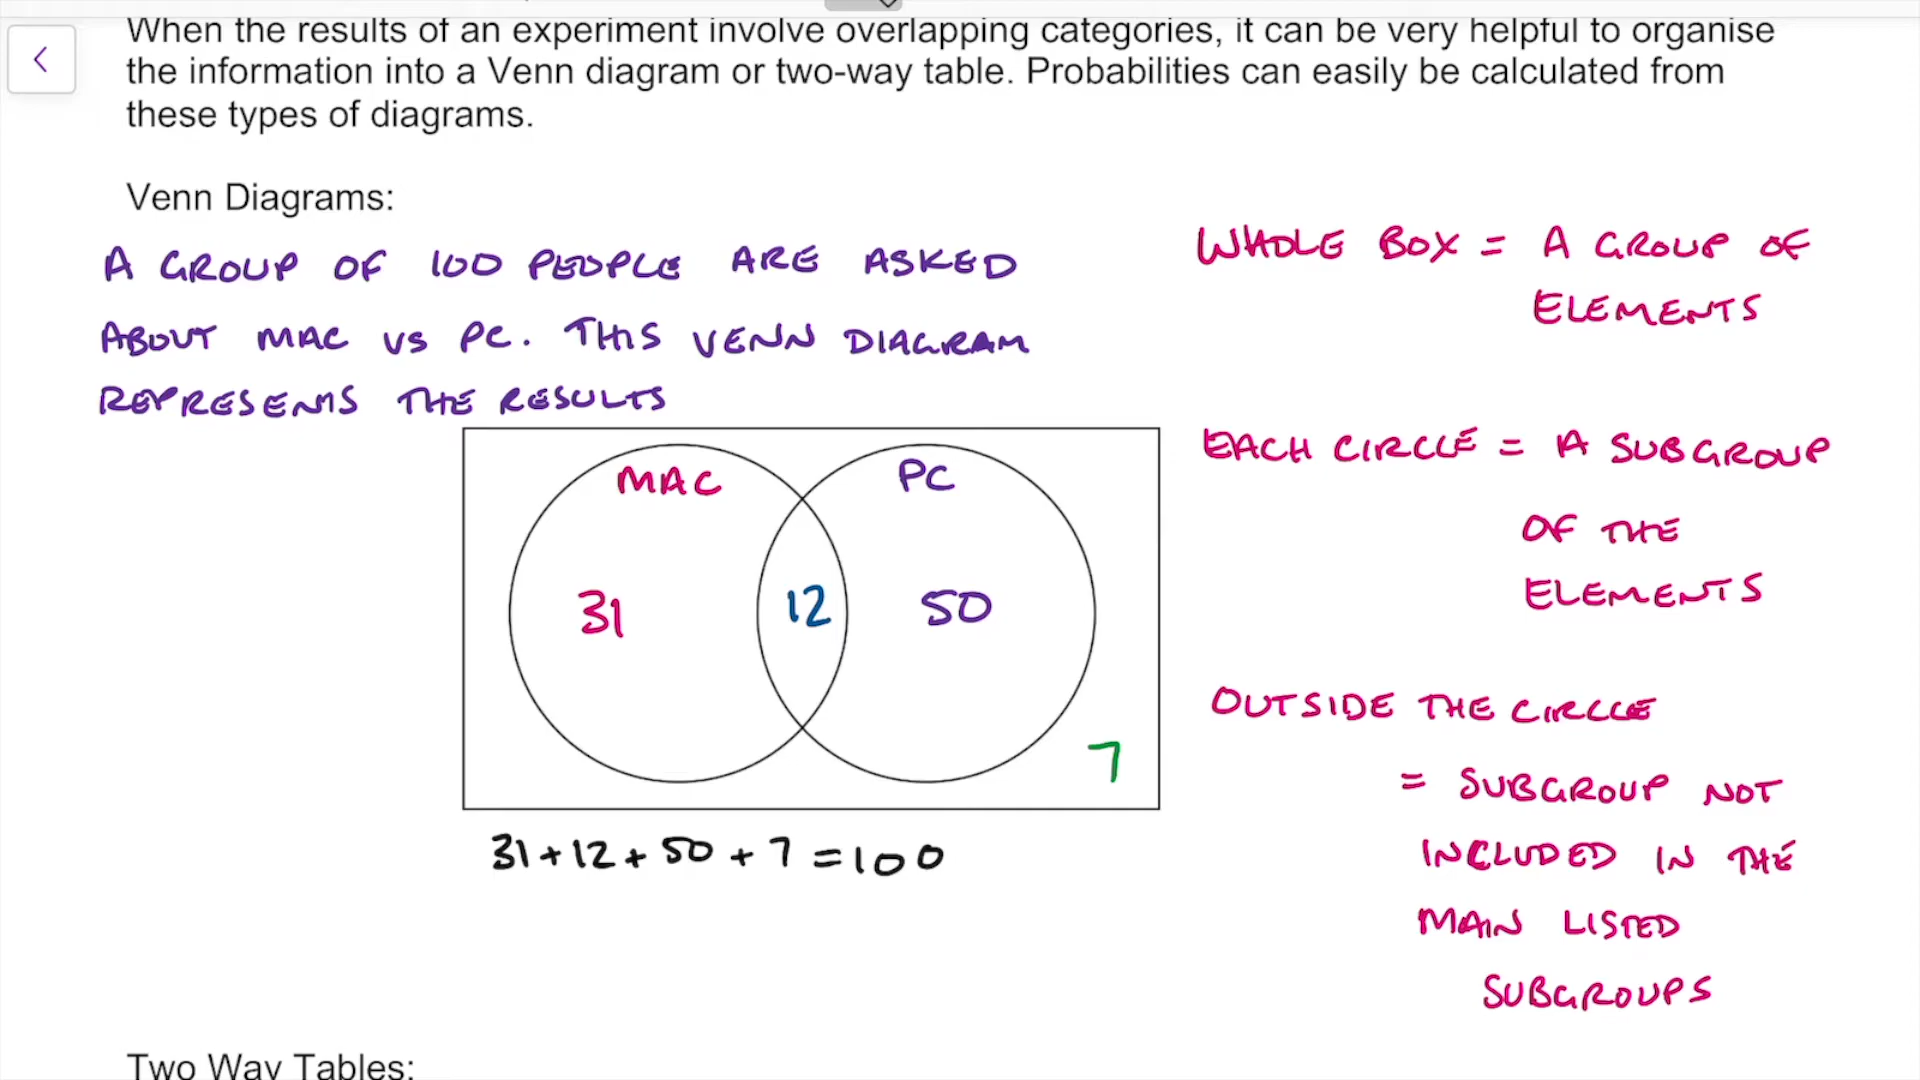 When the results of an experiment involve overlapping categories, it can be very helpful to organise
the information into a Venn diagram or two-way table. Probabilities can easily be calculated from
these types of diagrams.
Venn Diagrams:
A GROUP OF 100 PEOPLE ARE ASKED
ABOUT MAC VS PC. THIS VENN DIAGRAM
REPRESENTS THE RESULTS
MAC
PC
31
12
50
7
31+12+50+7=100
WHOLE BOX = A GROUP OF
ELEMENTS
EACH CIRCLE = A SUBGROUP
OF THE
ELEMENTS
OUTSIDE THE CIRCLE
= SUBGROUP NOT
INCLUDED IN THE
MAIN LISTED
SUBGROUPS
Two Way Tables: